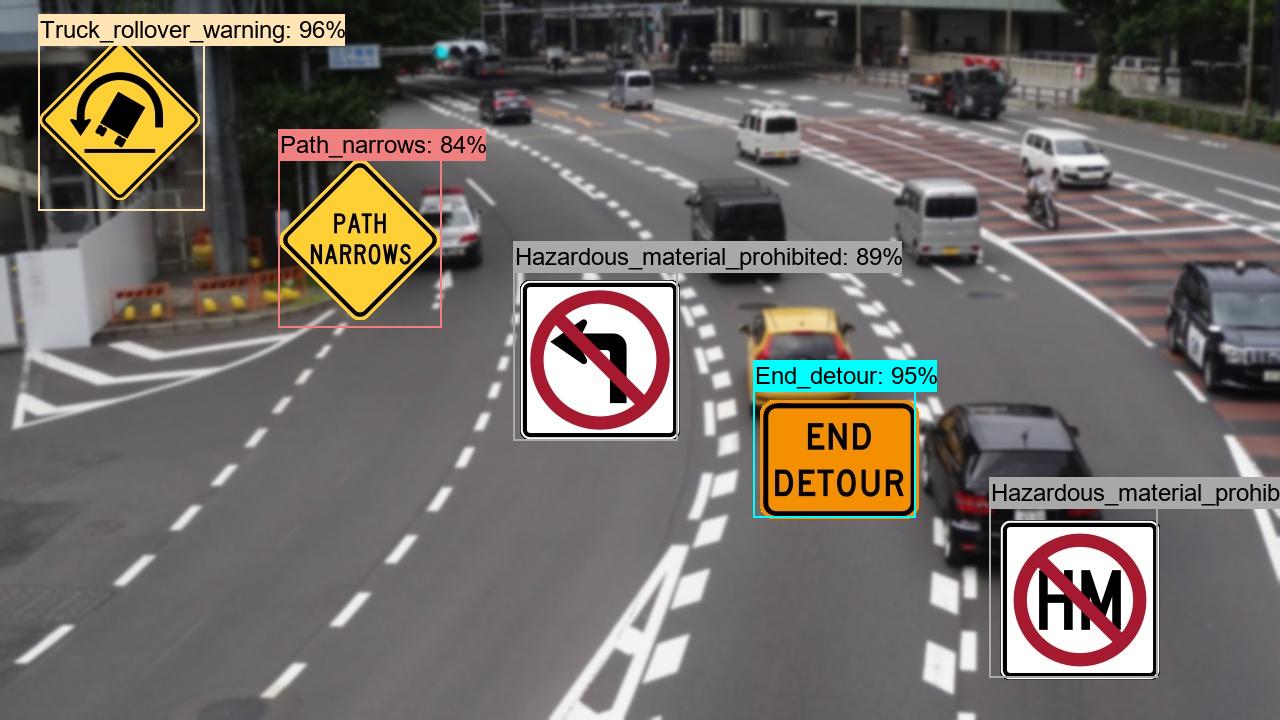 Truck_rollover_warning: 96%
Path_narrows: 84%
PATH
NARROWS
Hazardous_material_prohibited: 89%
End_detour: 95%
END
DETOUR
Hazardous_material_prohib
HM